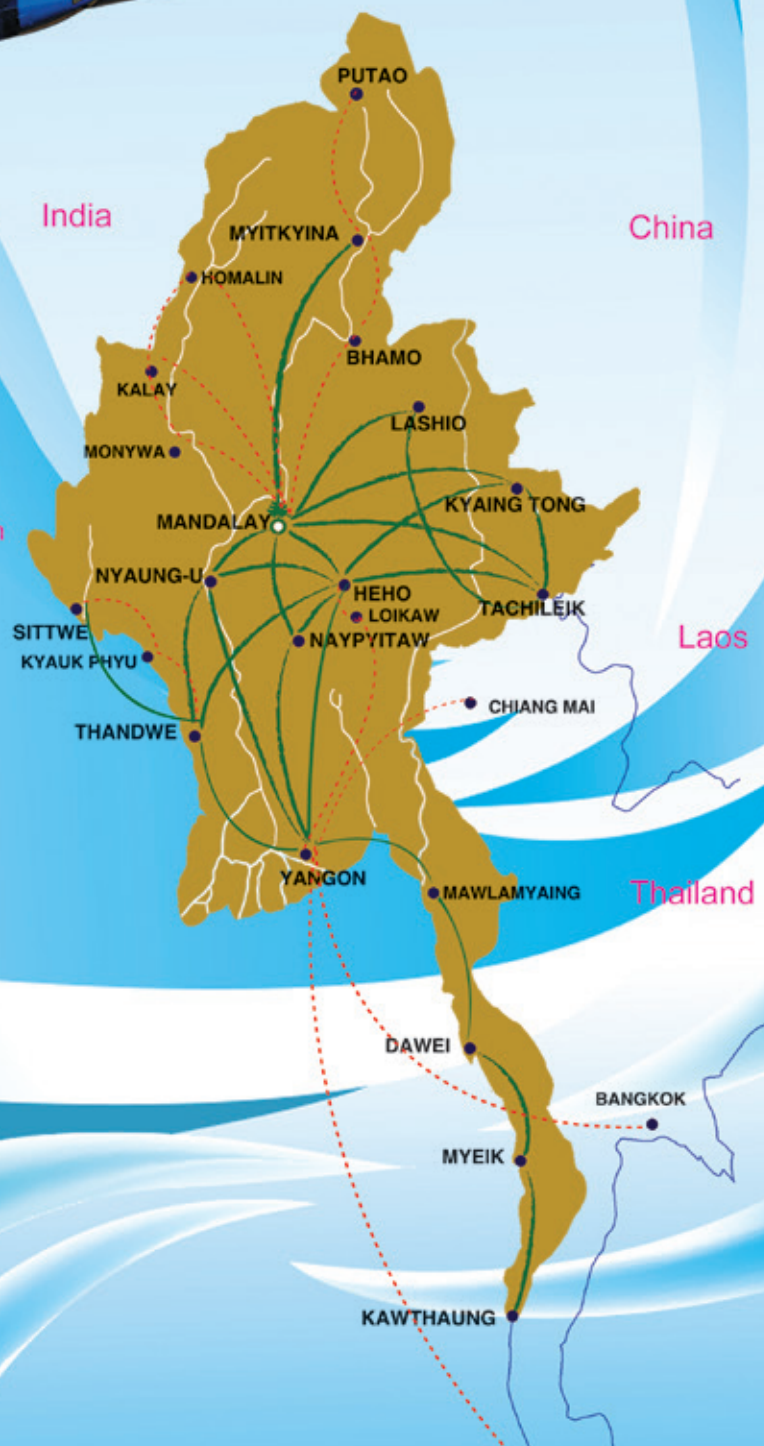 PUTAO
India
China
MYITKYINA
HOMALIN
BHAMO
KALAY
LASHIO
MONYWA
KYAING TONG
MANDALAY
NYAUNG-U
HEHO
TACHILEIK
LOIKAW
SITTWE
NAYPYITAW
Laos
KYAUK PHYU
CHIANG MAI
THANDWE
YANGON
MAWLAMYAING
Thailand
DAWEI
BANGKOK
MYEIK
KAWTHAUNG